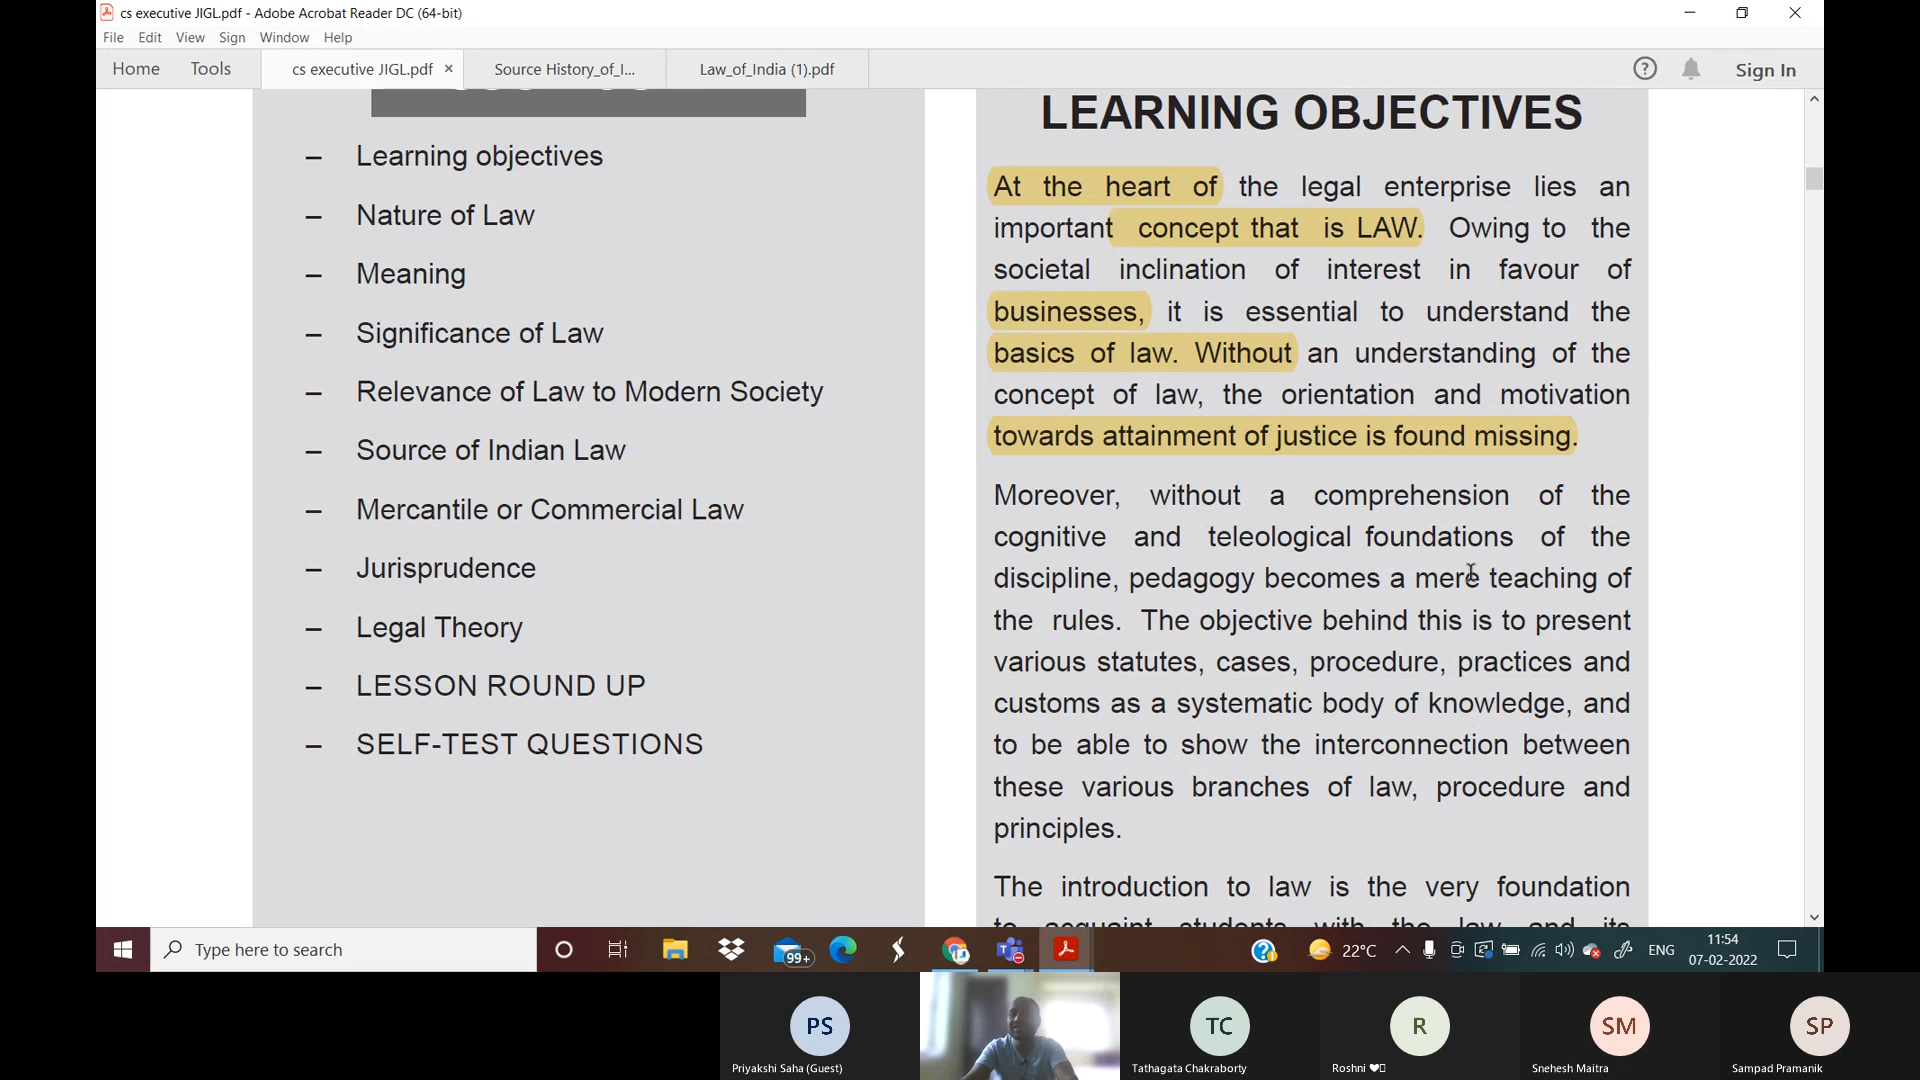 cs executive JIGL.pdf - Adobe Acrobat Reader DC (64-bit)
File Edit View Sign Window Help
Home Tools cs executive JIGL.pdf × Source History_of_I... Law_of_India (1).pdf Sign In
– Learning objectives
– Nature of Law
– Meaning
– Significance of Law
– Relevance of Law to Modern Society
– Source of Indian Law
– Mercantile or Commercial Law
– Jurisprudence
– Legal Theory
– LESSON ROUND UP
– SELF-TEST QUESTIONS
LEARNING OBJECTIVES
At the heart of the legal enterprise lies an
important concept that is LAW. Owing to the
societal inclination of interest in favour of
businesses, it is essential to understand the
basics of law. Without an understanding of the
concept of law, the orientation and motivation
towards attainment of justice is found missing.
Moreover, without a comprehension of the
cognitive and teleological foundations of the
discipline, pedagogy becomes a mere teaching of
the rules. The objective behind this is to present
various statutes, cases, procedure, practices and
customs as a systematic body of knowledge, and
to be able to show the interconnection between
these various branches of law, procedure and
principles.
The introduction to law is the very foundation
to acquaint students with the law and its
Type here to search 99+ 22°C ENG 11:54
07-02-2022
PS TC R SM SP
Priyakshi Saha (Guest) Tathagata Chakraborty Roshni ❤ Snehesh Maitra Sampad Pramanik